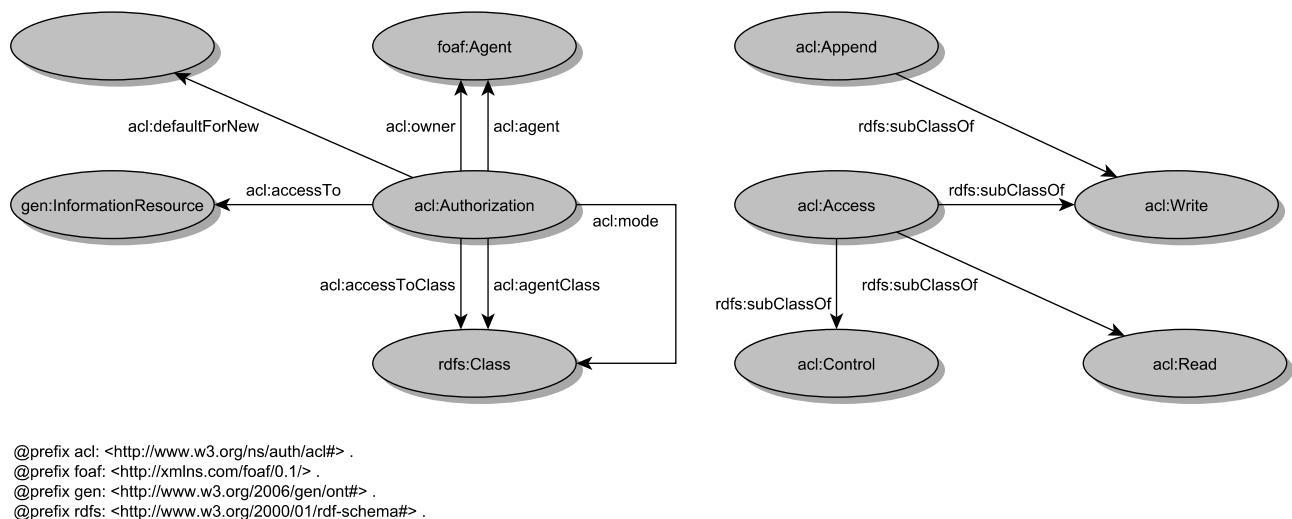 foaf:Agent
acl:Append
acl:defaultForNew
acl:owner
acl:agent
rdfs:subClassOf
acl:accessTo
rdfs:subClassOf
gen:InformationResource
acl:Authorization
acl:mode
acl:Access
acl:Write
acl:accessToClass
acl:agentClass
rdfs:subClassOf
rdfs:subClassOf
rdfs:Class
acl:Control
acl:Read
@prefix acl: <http://www.w3.org/ns/auth/acl#> .
@prefix foaf: <http://xmlns.com/foaf/0.1/> .
@prefix gen: <http://www.w3.org/2006/gen/ont#> .
@prefix rdfs: <http://www.w3.org/2000/01/rdf-schema#> .